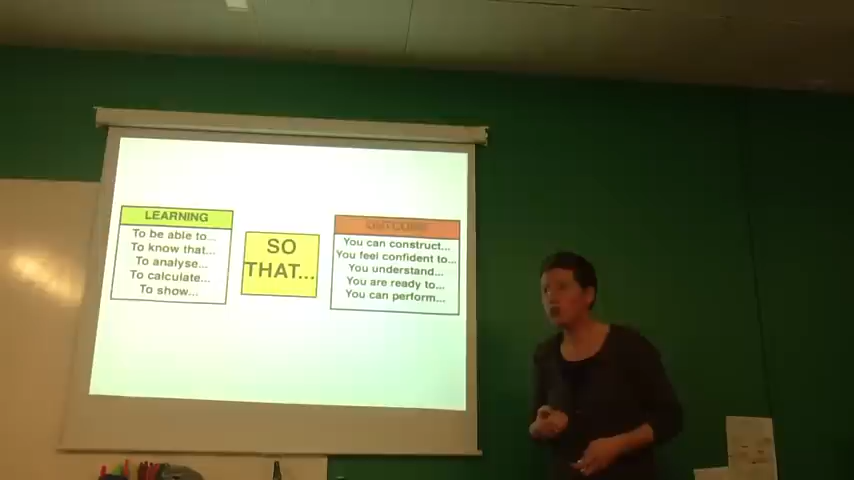 LEARNING
To be able to...
To know that...
To analyse...
To calculate...
To show...
SO
THAT...
OUTCOME
You can construct...
You feel confident to...
You understand...
You are ready to...
You can perform...